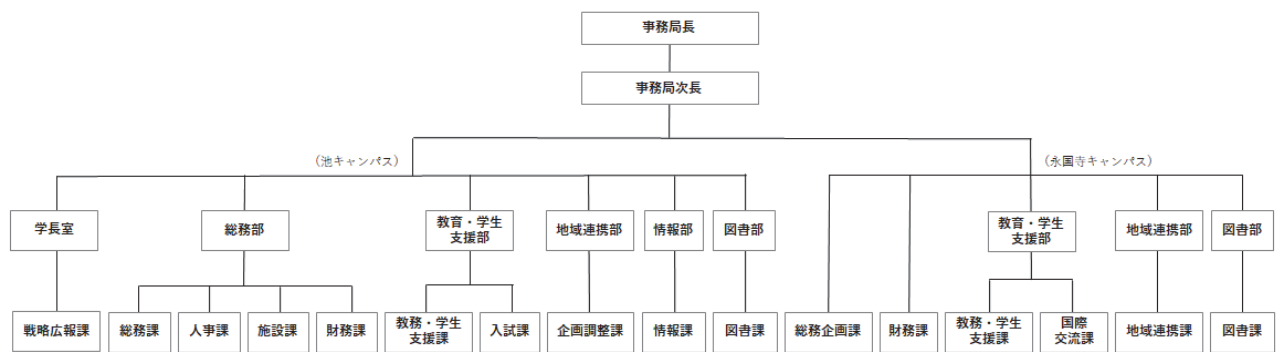 事務局長
事務局次長
（池キャンパス）
（永国寺キャンパス）
学長室
総務部
教育・学生
支援部
地域連携部
情報部
図書部
教育・学生
支援部
地域連携部
図書部
戦略広報課
総務課
人事課
施設課
財務課
教務・学生
支援課
入試課
企画調整課
情報課
図書課
総務企画課
財務課
教務・学生
支援課
国際
交流課
地域連携課
図書課